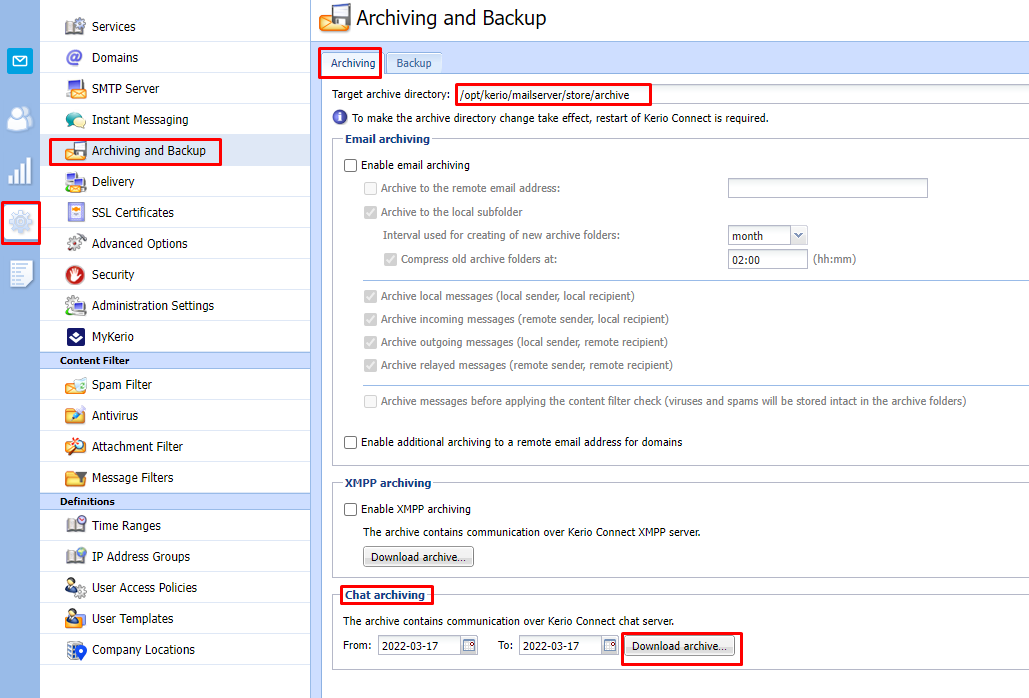 Services
Domains
SMTP Server
Instant Messaging
Archiving and Backup
Delivery
SSL Certificates
Advanced Options
Security
Administration Settings
MyKerio
Content Filter
Spam Filter
Antivirus
Attachment Filter
Message Filters
Definitions
Time Ranges
IP Address Groups
User Access Policies
User Templates
Company Locations
Archiving and Backup
Archiving Backup
Target archive directory: /opt/kerio/mailserver/store/archive
To make the archive directory change take effect, restart of Kerio Connect is required.
Email archiving
Enable email archiving
Archive to the remote email address:
Archive to the local subfolder
Interval used for creating of new archive folders: month
Compress old archive folders at: 02:00 (hh:mm)
Archive local messages (local sender, local recipient)
Archive incoming messages (remote sender, local recipient)
Archive outgoing messages (local sender, remote recipient)
Archive relayed messages (remote sender, remote recipient)
Archive messages before applying the content filter check (viruses and spams will be stored intact in the archive folders)
Enable additional archiving to a remote email address for domains
XMPP archiving
Enable XMPP archiving
The archive contains communication over Kerio Connect XMPP server.
Download archive...
Chat archiving
The archive contains communication over Kerio Connect chat server.
From: 2022-03-17 To: 2022-03-17 Download archive...